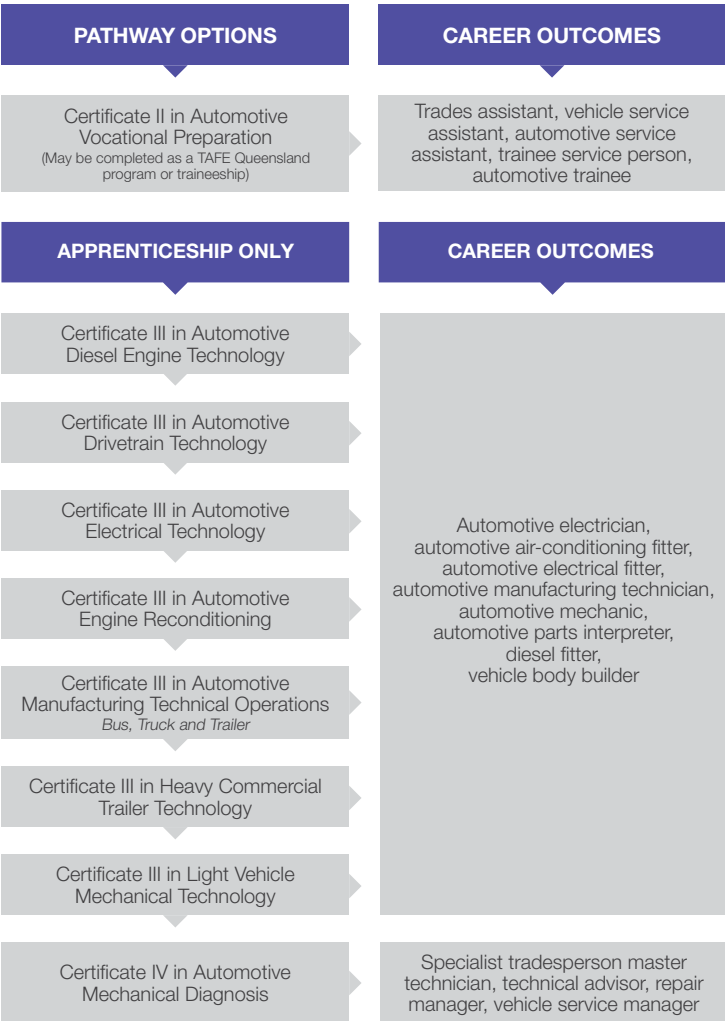 PATHWAY OPTIONS
CAREER OUTCOMES
Certificate II in Automotive
Vocational Preparation
(May be completed as a TAFE Queensland
program or traineeship)
Trades assistant, vehicle service
assistant, automotive service
assistant, trainee service person,
automotive trainee
APPRENTICESHIP ONLY
CAREER OUTCOMES
Certificate III in Automotive
Diesel Engine Technology
Certificate III in Automotive
Drivetrain Technology
Certificate III in Automotive
Electrical Technology
Certificate III in Automotive
Engine Reconditioning
Certificate III in Automotive
Manufacturing Technical Operations
Bus, Truck and Trailer
Certificate III in Heavy Commercial
Trailer Technology
Certificate III in Light Vehicle
Mechanical Technology
Automotive electrician,
automotive air-conditioning fitter,
automotive electrical fitter,
automotive manufacturing technician,
automotive mechanic,
automotive parts interpreter,
diesel fitter,
vehicle body builder
Certificate IV in Automotive
Mechanical Diagnosis
Specialist tradesperson master
technician, technical advisor, repair
manager, vehicle service manager